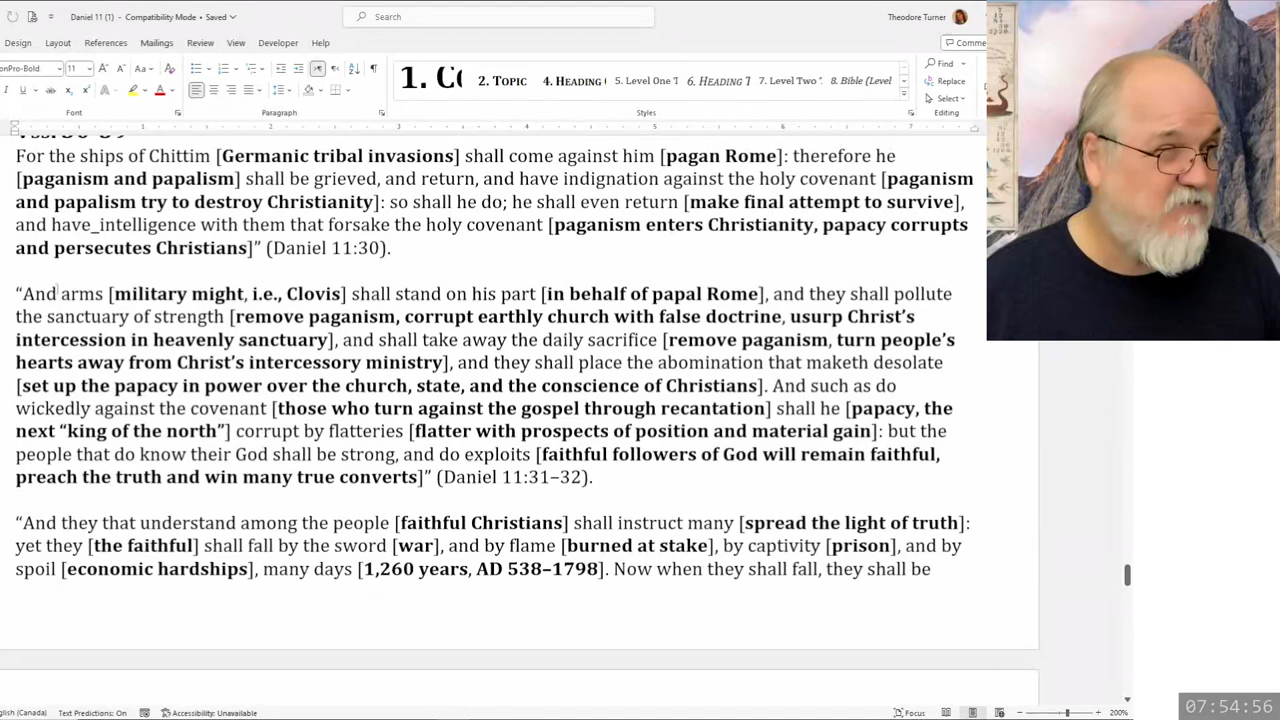 Daniel 11 (1) - Compatibility Mode • Saved
Search
Theodore Turner
Design Layout References Mailings Review View Developer Help
Comme
onPro-Bold 11
2. Topic 4. Heading 5. Level One T 6. Heading T 7. Level Two 8. Bible (Level
Find
Replace
Select
Font Paragraph Styles Editing
1 2 3 4 5 6 7
For the ships of Chittim [Germanic tribal invasions] shall come against him [pagan Rome]: therefore he
[paganism and papalism] shall be grieved, and return, and have indignation against the holy covenant [paganism
and papalism try to destroy Christianity]: so shall he do; he shall even return [make final attempt to survive],
and have_intelligence with them that forsake the holy covenant [paganism enters Christianity, papacy corrupts
and persecutes Christians]” (Daniel 11:30).
“And arms [military might, i.e., Clovis] shall stand on his part [in behalf of papal Rome], and they shall pollute
the sanctuary of strength [remove paganism, corrupt earthly church with false doctrine, usurp Christ’s
intercession in heavenly sanctuary], and shall take away the daily sacrifice [remove paganism, turn people’s
hearts away from Christ’s intercessory ministry], and they shall place the abomination that maketh desolate
[set up the papacy in power over the church, state, and the conscience of Christians]. And such as do
wickedly against the covenant [those who turn against the gospel through recantation] shall he [papacy, the
next “king of the north”] corrupt by flatteries [flatter with prospects of position and material gain]: but the
people that do know their God shall be strong, and do exploits [faithful followers of God will remain faithful,
preach the truth and win many true converts]” (Daniel 11:31–32).
“And they that understand among the people [faithful Christians] shall instruct many [spread the light of truth]:
yet they [the faithful] shall fall by the sword [war], and by flame [burned at stake], by captivity [prison], and by
spoil [economic hardships], many days [1,260 years, AD 538–1798]. Now when they shall fall, they shall be
nglish (Canada) Text Predictions: On Accessibility: Unavailable Focus 200%
07:54:56